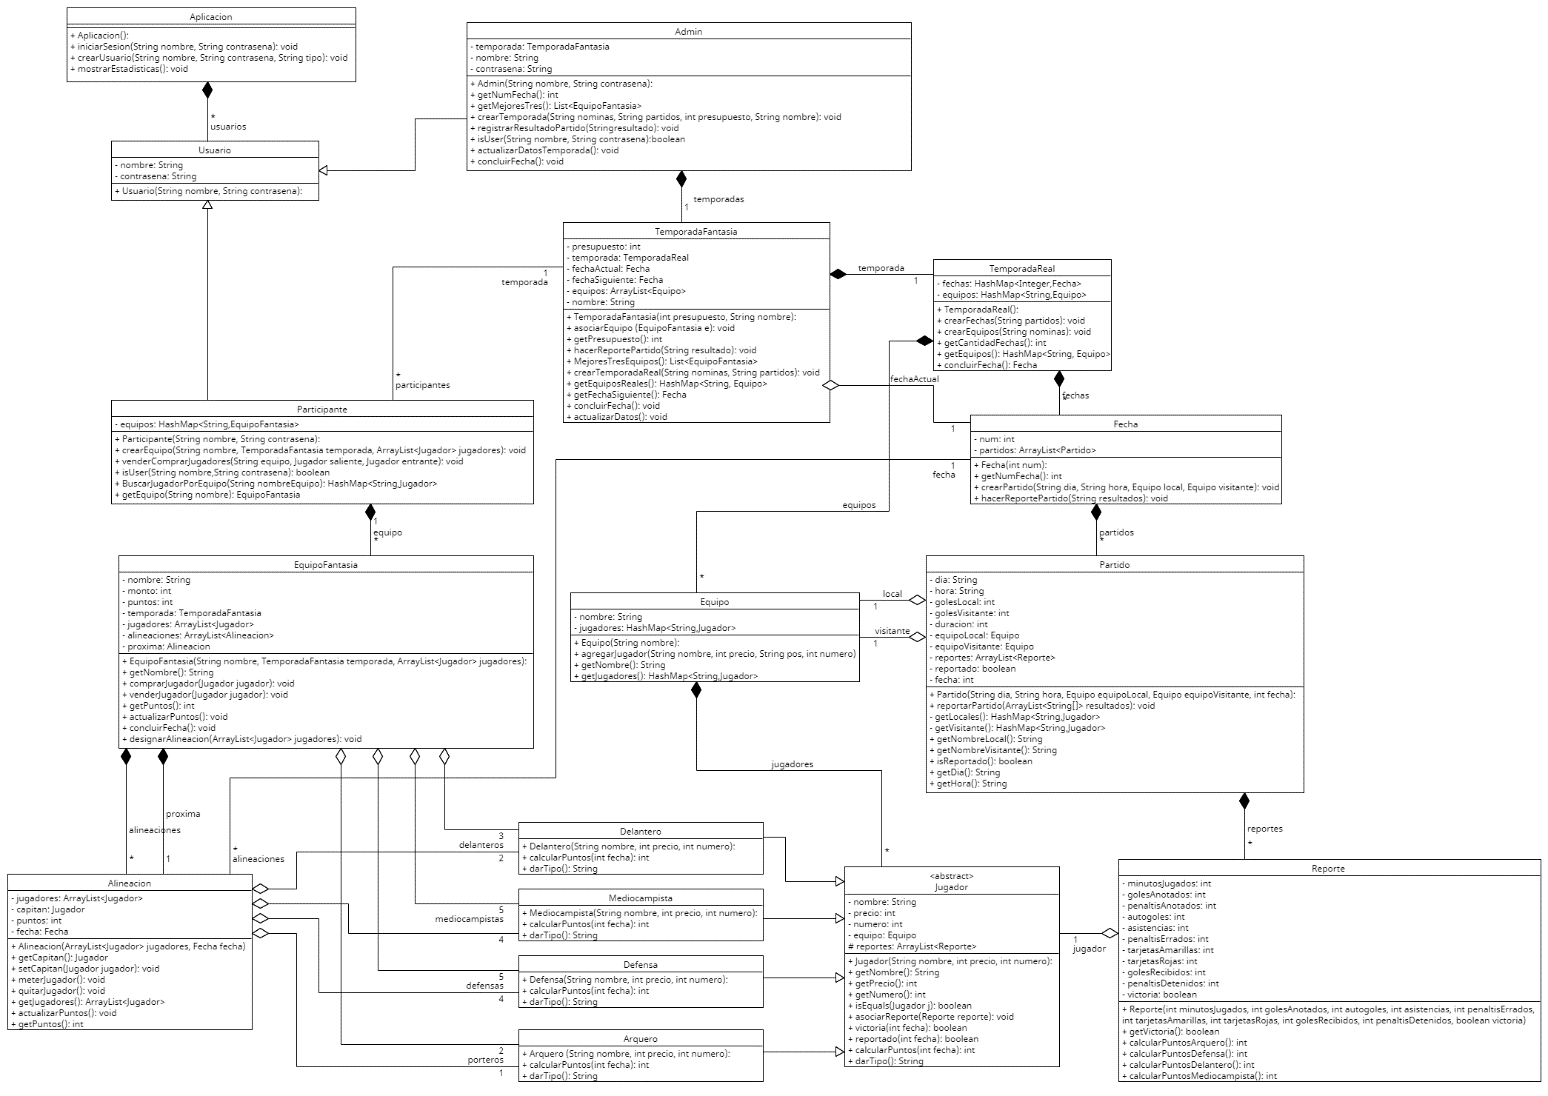 Aplicacion
+ Aplicacion():
+ iniciarSesion(String nombre, String contrasena): void
+ crearUsuario(String nombre, String contrasena, String tipo): void
+ mostrarEstadisticas(): void
*
usuarios
Usuario
- nombre: String
- contrasena: String
+ Usuario(String nombre, String contrasena):
Admin
- temporada: TemporadaFantasia
- nombre: String
- contrasena: String
+ Admin(String nombre, String contrasena):
+ getNumFecha(): int
+ getMejoresTres(): List<EquipoFantasia>
+ crearTemporada(String nominas, String partidos, int presupuesto, String nombre): void
+ registrarResultadoPartido(Stringresultado): void
+ isUser(String nombre, String contrasena):boolean
+ actualizarDatosTemporada(): void
+ concluirFecha(): void
temporadas
1
TemporadaFantasia
- presupuesto: int
- temporada: TemporadaReal
- fechaActual: Fecha
- fechaSiguiente: Fecha
- equipos: ArrayList<Equipo>
- nombre: String
+ TemporadaFantasia(int presupuesto, String nombre):
+ asociarEquipo (EquipoFantasia e): void
+ getPresupuesto(): int
+ hacerReportePartido(String resultado): void
+ MejoresTresEquipos(): List<EquipoFantasia>
+ crearTemporadaReal(String nominas, String partidos): void
+ getEquiposReales(): HashMap<String, Equipo>
+ getFechaSiguiente(): Fecha
+ concluirFecha(): void
+ actualizarDatos(): void
1
temporada
*
participantes
temporada
1
TemporadaReal
- fechas: HashMap<Integer,Fecha>
- equipos: HashMap<String,Equipo>
+ TemporadaReal():
+ crearFechas(String partidos): void
+ crearEquipos(String nominas): void
+ getCantidadFechas(): int
+ getEquipos(): HashMap<String, Equipo>
+ concluirFecha(): Fecha
fechaActual
1
fechas
*
Participante
- equipos: HashMap<String,EquipoFantasia>
+ Participante(String nombre, String contrasena):
+ crearEquipo(String nombre, TemporadaFantasia temporada, ArrayList<Jugador> jugadores): void
+ venderComprarJugadores(String equipo, Jugador saliente, Jugador entrante): void
+ isUser(String nombre,String contrasena): boolean
+ BuscarJugadorPorEquipo(String nombreEquipo): HashMap<String,Jugador>
+ getEquipo(String nombre): EquipoFantasia
1
equipo
*
Fecha
- num: int
- partidos: ArrayList<Partido>
+ Fecha(int num):
+ getNumFecha(): int
+ crearPartido(String dia, String hora, Equipo local, Equipo visitante): void
+ hacerReportePartido(String resultados): void
1
fecha
partidos
*
equipos
*
EquipoFantasia
- nombre: String
- monto: int
- puntos: int
- temporada: TemporadaFantasia
- jugadores: ArrayList<Jugador>
- alineaciones: ArrayList<Alineacion>
- proxima: Alineacion
+ EquipoFantasia(String nombre, TemporadaFantasia temporada, ArrayList<Jugador> jugadores):
+ getNombre(): String
+ comprarJugador(Jugador jugador): void
+ venderJugador(Jugador jugador): void
+ getPuntos(): int
+ actualizarPuntos(): void
+ concluirFecha(): void
+ designarAlineacion(ArrayList<Jugador> jugadores): void
Equipo
- nombre: String
- jugadores: HashMap<String,Jugador>
+ Equipo(String nombre):
+ agregarJugador(String nombre, int precio, String pos, int numero)
+ getNombre(): String
+ getJugadores(): HashMap<String,Jugador>
local
1
visitante
1
Partido
- dia: String
- hora: String
- golesLocal: int
- golesVisitante: int
- duracion: int
- equipoLocal: Equipo
- equipoVisitante: Equipo
- reportes: ArrayList<Reporte>
- reportado: boolean
- fecha: int
+ Partido(String dia, String hora, Equipo equipoLocal, Equipo equipoVisitante, int fecha):
+ reportarPartido(ArrayList<String[]> resultados): void
- getLocales(): HashMap<String,Jugador>
- getVisitante(): HashMap<String,Jugador>
+ getNombreLocal(): String
+ getNombreVisitante(): String
+ isReportado(): boolean
+ getDia(): String
+ getHora(): String
jugadores
*
reportes
*
proxima
alineaciones
*
1
*
alineaciones
Alineacion
- jugadores: ArrayList<Jugador>
- capitan: Jugador
- puntos: int
- fecha: Fecha
+ Alineacion(ArrayList<Jugador> jugadores, Fecha fecha)
+ getCapitan(): Jugador
+ setCapitan(Jugador jugador): void
+ meterJugador(): void
+ quitarJugador(): void
+ getJugadores(): ArrayList<Jugador>
+ actualizarPuntos(): void
+ getPuntos(): int
3
delanteros
2
Delantero
+ Delantero(String nombre, int precio, int numero):
+ calcularPuntos(int fecha): int
+ darTipo(): String
5
mediocampistas
4
Mediocampista
+ Mediocampista(String nombre, int precio, int numero):
+ calcularPuntos(int fecha): int
+ darTipo(): String
5
defensas
4
Defensa
+ Defensa(String nombre, int precio, int numero):
+ calcularPuntos(int fecha): int
+ darTipo(): String
2
porteros
1
Arquero
+ Arquero (String nombre, int precio, int numero):
+ calcularPuntos(int fecha): int
+ darTipo(): String
<abstract>
Jugador
- nombre: String
- precio: int
- numero: int
- equipo: Equipo
# reportes: ArrayList<Reporte>
+ Jugador(String nombre, int precio, int numero):
+ getNombre(): String
+ getPrecio(): int
+ getNumero(): int
+ isEquals(Jugador j): boolean
+ asociarReporte(Reporte reporte): void
+ victoria(int fecha): boolean
+ reportado(int fecha): boolean
+ calcularPuntos(int fecha): int
+ darTipo(): String
1
jugador
Reporte
- minutosJugados: int
- golesAnotados: int
- penaltisAnotados: int
- autogoles: int
- asistencias: int
- penaltisErrados: int
- tarjetasAmarillas: int
- tarjetasRojas: int
- golesRecibidos: int
- penaltisDetenidos: int
- victoria: boolean
+ Reporte(int minutosJugados, int golesAnotados, int autogoles, int asistencias, int penaltisErrados,
int tarjetasAmarillas, int tarjetasRojas, int golesRecibidos, int penaltisDetenidos, boolean victoria)
+ getVictoria(): boolean
+ calcularPuntosArquero(): int
+ calcularPuntosDefensa(): int
+ calcularPuntosDelantero(): int
+ calcularPuntosMediocampista(): int